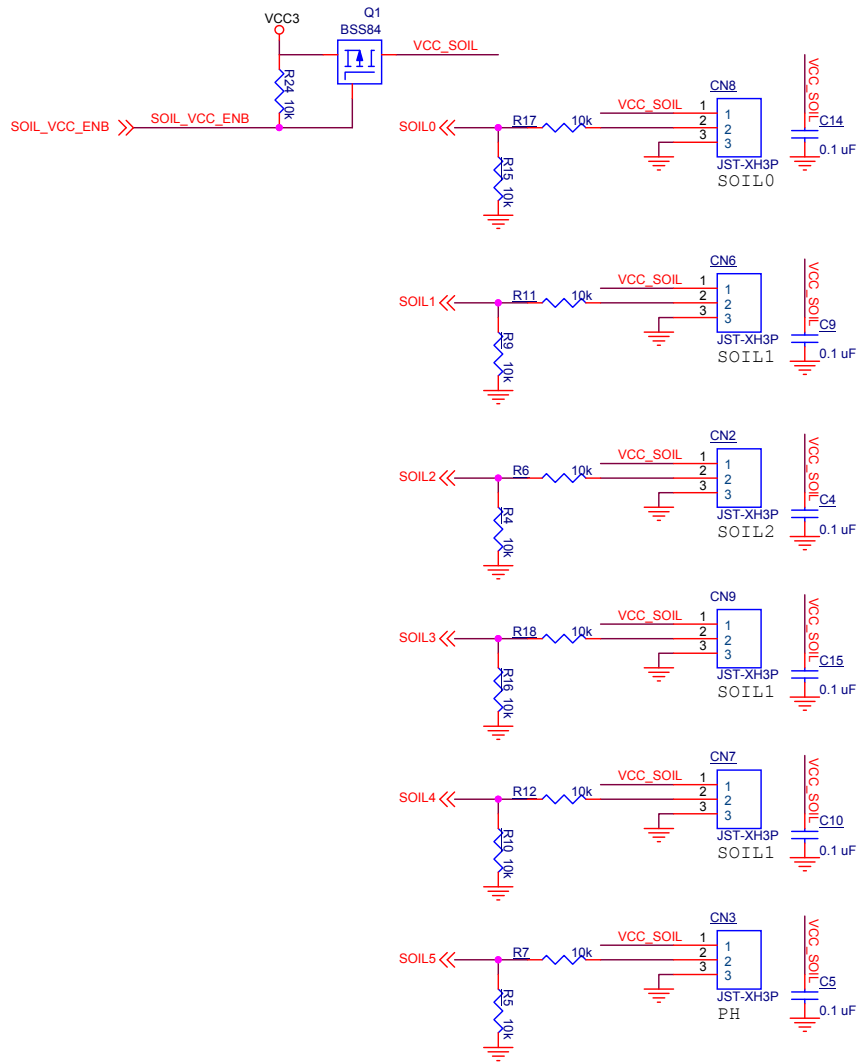 VCC3
Q1
BSS84
VCC_SOIL
R24
10k
SOIL_VCC_ENB
SOIL_VCC_ENB
SOIL0
R17
10k
R15
10k
VCC_SOIL
CN8
1
2
3
1
2
3
JST-XH3P
SOIL0
VCC_SOIL
C14
0.1 uF
SOIL1
R11
10k
R9
10k
VCC_SOIL
CN6
1
2
3
1
2
3
JST-XH3P
SOIL1
VCC_SOIL
C9
0.1 uF
SOIL2
R6
10k
R4
10k
VCC_SOIL
CN2
1
2
3
1
2
3
JST-XH3P
SOIL2
VCC_SOIL
C4
0.1 uF
SOIL3
R18
10k
R16
10k
VCC_SOIL
CN9
1
2
3
1
2
3
JST-XH3P
SOIL1
VCC_SOIL
C15
0.1 uF
SOIL4
R12
10k
R10
10k
VCC_SOIL
CN7
1
2
3
1
2
3
JST-XH3P
SOIL1
VCC_SOIL
C10
0.1 uF
SOIL5
R7
10k
R5
10k
VCC_SOIL
CN3
1
2
3
1
2
3
JST-XH3P
PH
VCC_SOIL
C5
0.1 uF